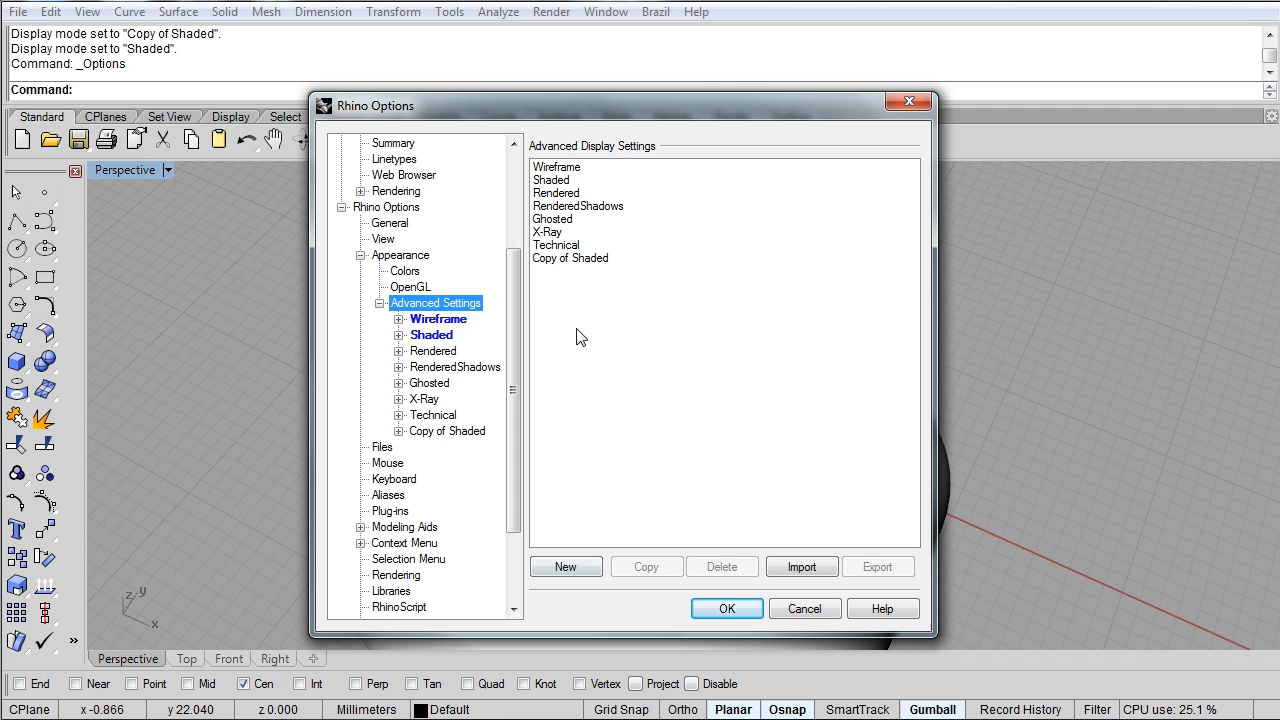 File Edit View Curve Surface Solid Mesh Dimension Transform Tools Analyze Render Window Brazil Help
Display mode set to "Copy of Shaded".
Display mode set to "Shaded".
Command: _Options
Command:
Standard CPlanes Set View Display Select
Perspective
Rhino Options
Summary
Linetypes
Web Browser
Rendering
Rhino Options
General
View
Appearance
Colors
OpenGL
Advanced Settings
Wireframe
Shaded
Rendered
RenderedShadows
Ghosted
X-Ray
Technical
Copy of Shaded
Files
Mouse
Keyboard
Aliases
Plug-ins
Modeling Aids
Context Menu
Selection Menu
Rendering
Libraries
RhinoScript
Advanced Display Settings
Wireframe
Shaded
Rendered
RenderedShadows
Ghosted
X-Ray
Technical
Copy of Shaded
New Copy Delete Import Export
OK Cancel Help
z y
x
Perspective Top Front Right
End Near Point Mid Cen Int Perp Tan Quad Knot Vertex Project Disable
CPlane x -0.866 y 22.040 z 0.000 Millimeters Default Grid Snap Ortho Planar Osnap SmartTrack Gumball Record History Filter CPU use: 25.1 %